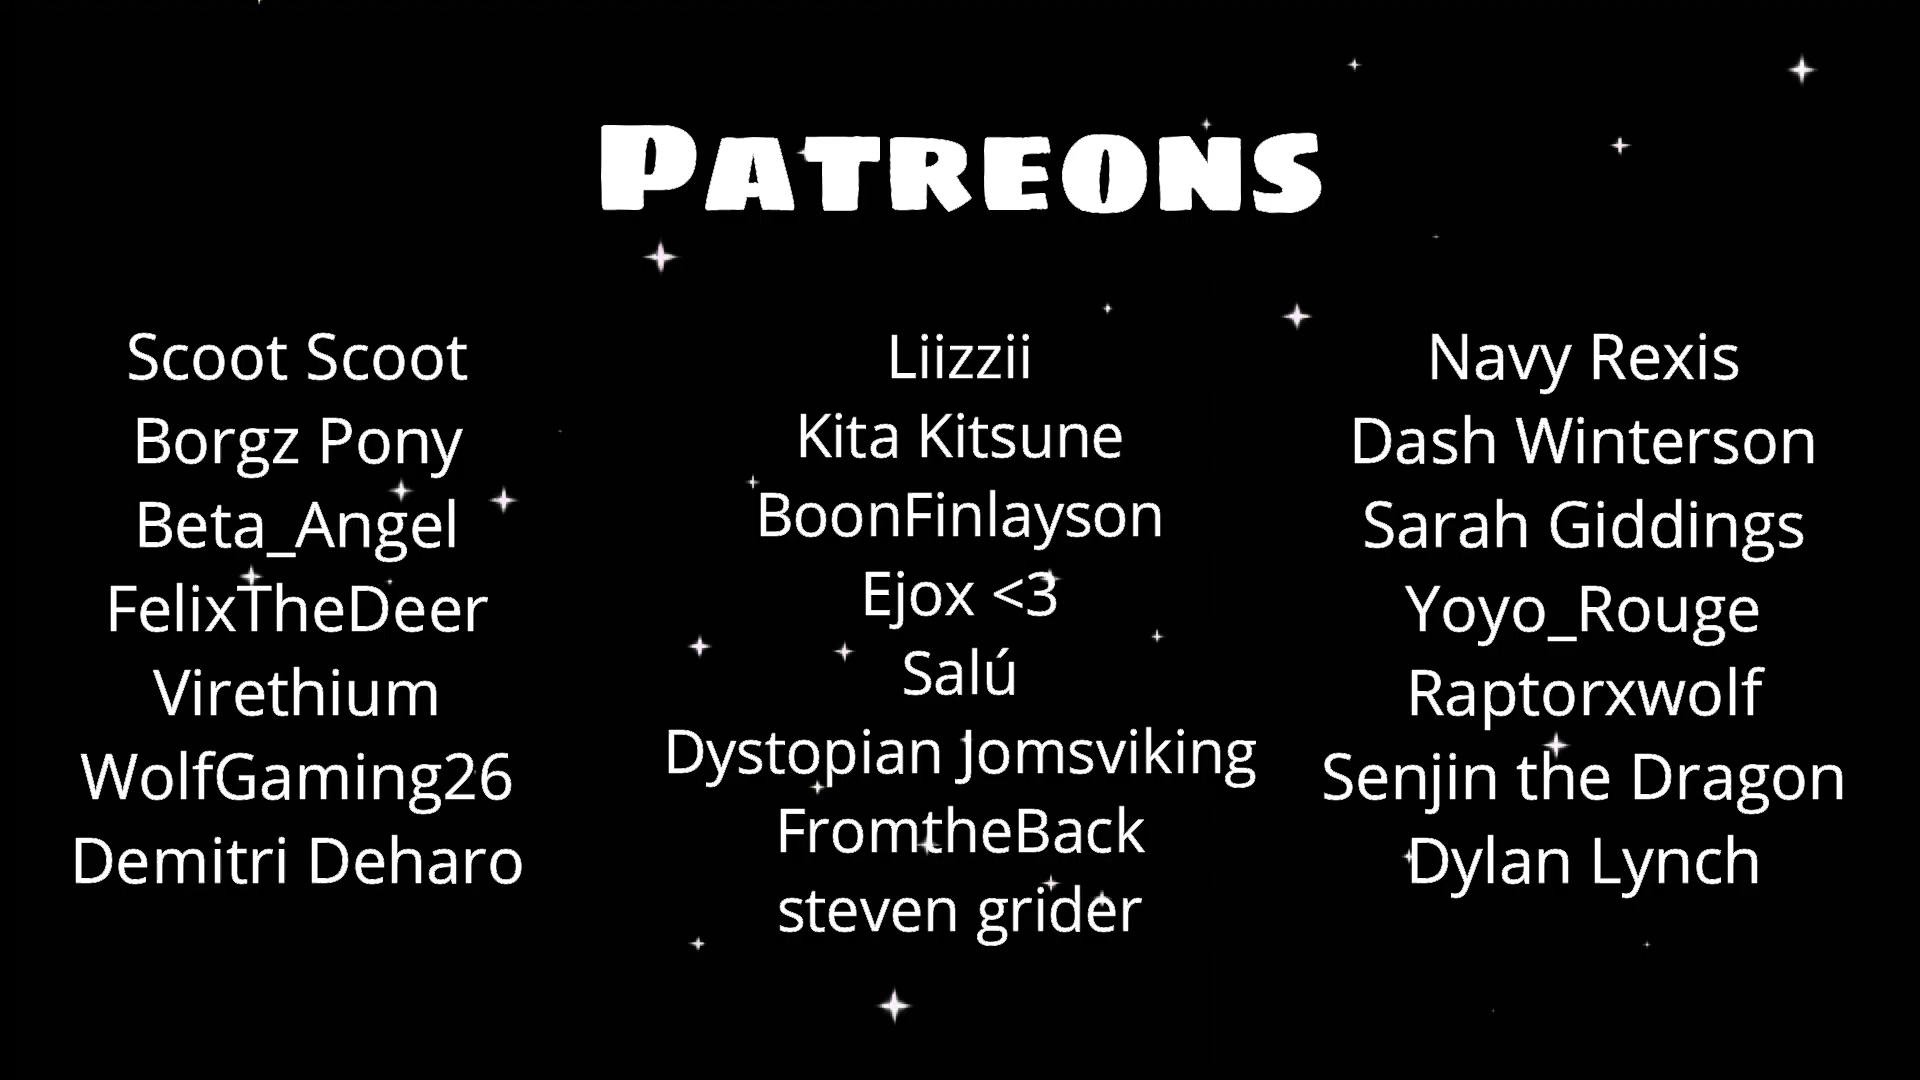 Patreons
Scoot Scoot
Borgz Pony
Beta_Angel
FelixTheDeer
Virethium
WolfGaming26
Demitri Deharo
Liizzii
Kita Kitsune
BoonFinlayson
Ejox <3
Salú
Dystopian Jomsviking
FromtheBack
steven grider
Navy Rexis
Dash Winterson
Sarah Giddings
Yoyo_Rouge
Raptorxwolf
Senjin the Dragon
Dylan Lynch